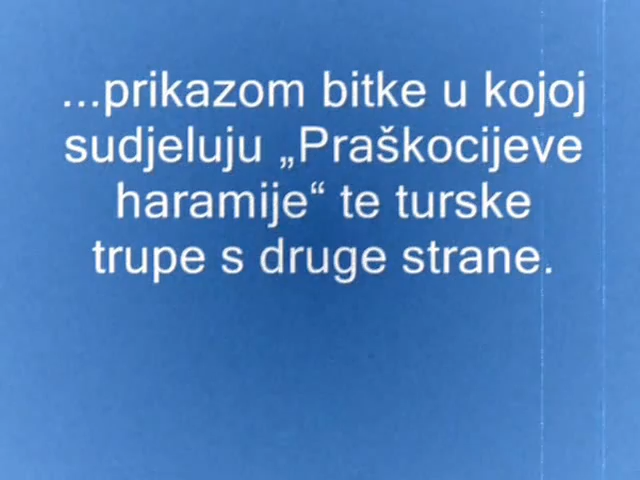 ...prikazom bitke u kojoj
sudjeluju „Praškocijeve
haramije“ te turske
trupe s druge strane.